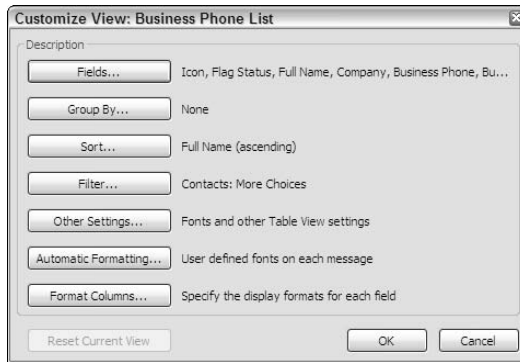 Customize View: Business Phone List
Description
Fields... Icon, Flag Status, Full Name, Company, Business Phone, Bu...
Group By... None
Sort... Full Name (ascending)
Filter... Contacts: More Choices
Other Settings... Fonts and other Table View settings
Automatic Formatting... User defined fonts on each message
Format Columns... Specify the display formats for each field
Reset Current View OK Cancel